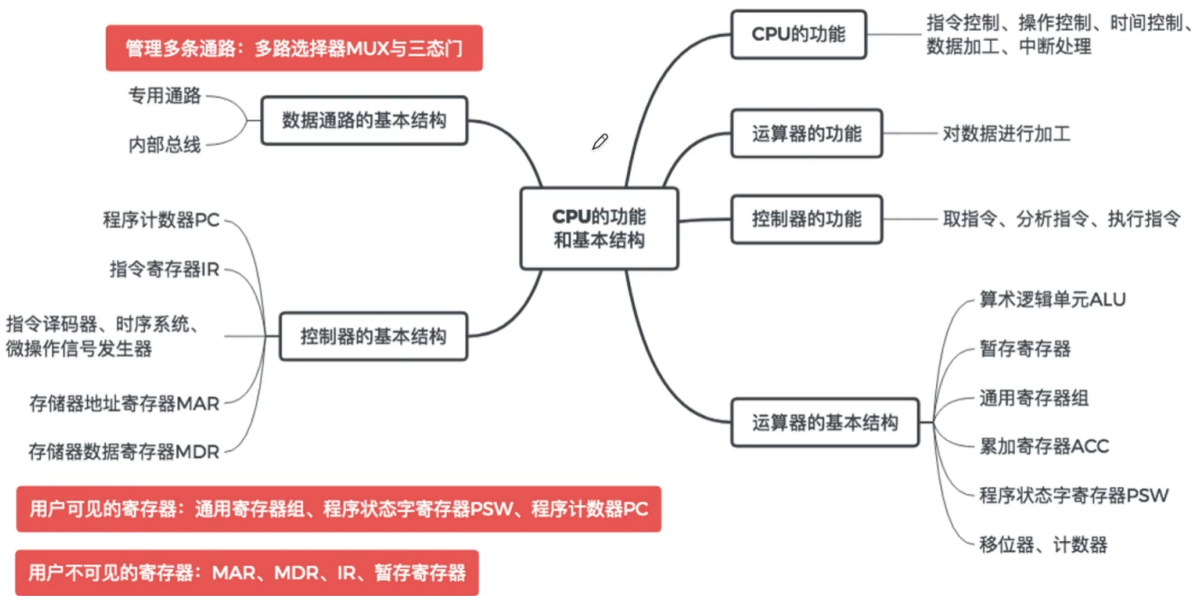 管理多条通路：多路选择器MUX与三态门
专用通路
内部总线
数据通路的基本结构
程序计数器PC
指令寄存器IR
指令译码器、时序系统、
微操作信号发生器
存储器地址寄存器MAR
存储器数据寄存器MDR
控制器的基本结构
用户可见的寄存器：通用寄存器组、程序状态字寄存器PSW、程序计数器PC
用户不可见的寄存器：MAR、MDR、IR、暂存寄存器
CPU的功能
和基本结构
CPU的功能
指令控制、操作控制、时间控制、
数据加工、中断处理
运算器的功能
对数据进行加工
控制器的功能
取指令、分析指令、执行指令
运算器的基本结构
算术逻辑单元ALU
暂存寄存器
通用寄存器组
累加寄存器ACC
程序状态字寄存器PSW
移位器、计数器